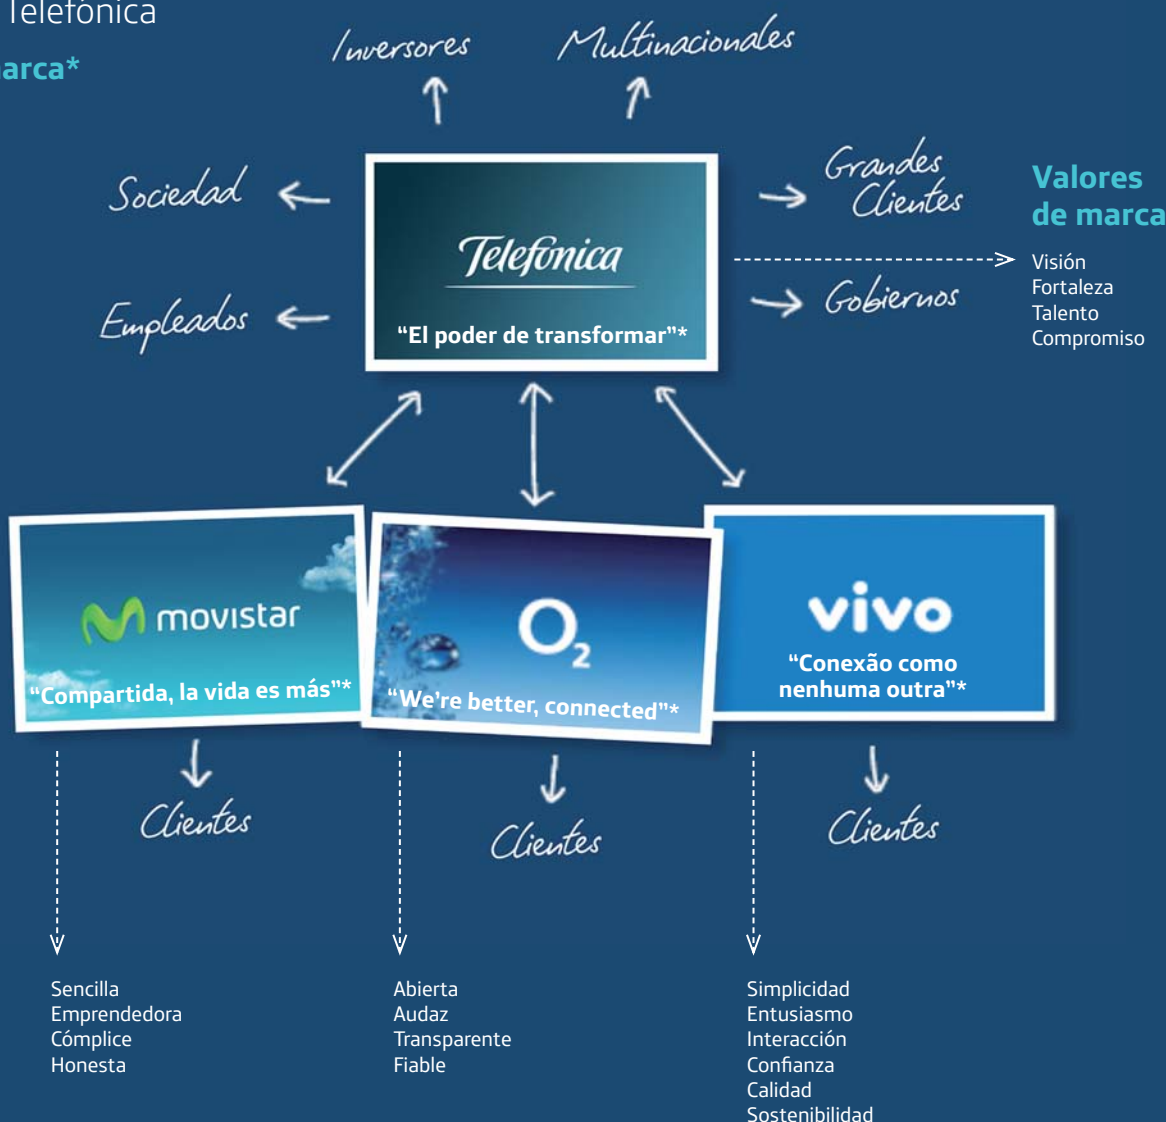 Telefónica
marca*
Inversores
Multinacionales
Sociedad
Empleados
Grandes
Clientes
Gobiernos
Telefónica
“El poder de transformar”*
Valores
de marca
Visión
Fortaleza
Talento
Compromiso
movistar
“Compartida, la vida es más”*
O2
“We’re better, connected”*
vivo
“Conexão como
nenhuma outra”*
Clientes
Clientes
Clientes
Sencilla
Emprendedora
Cómplice
Honesta
Abierta
Audaz
Transparente
Fiable
Simplicidad
Entusiasmo
Interacción
Confianza
Calidad
Sostenibilidad